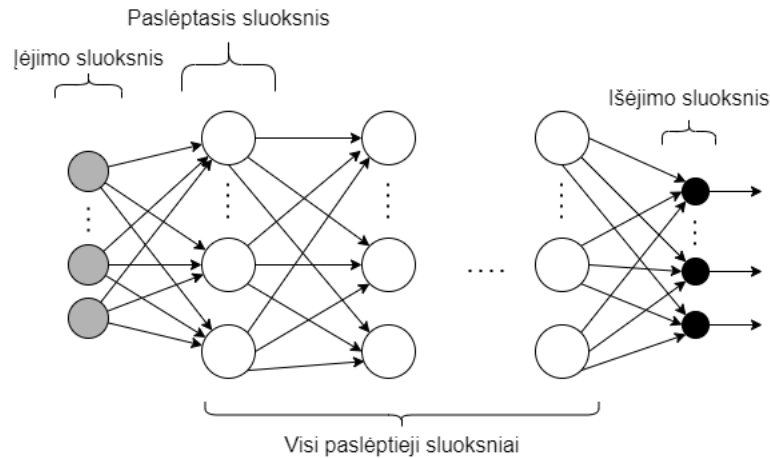 Paslėptasis sluoksnis
Įėjimo sluoksnis
Išėjimo sluoksnis
Visi paslėptieji sluoksniai